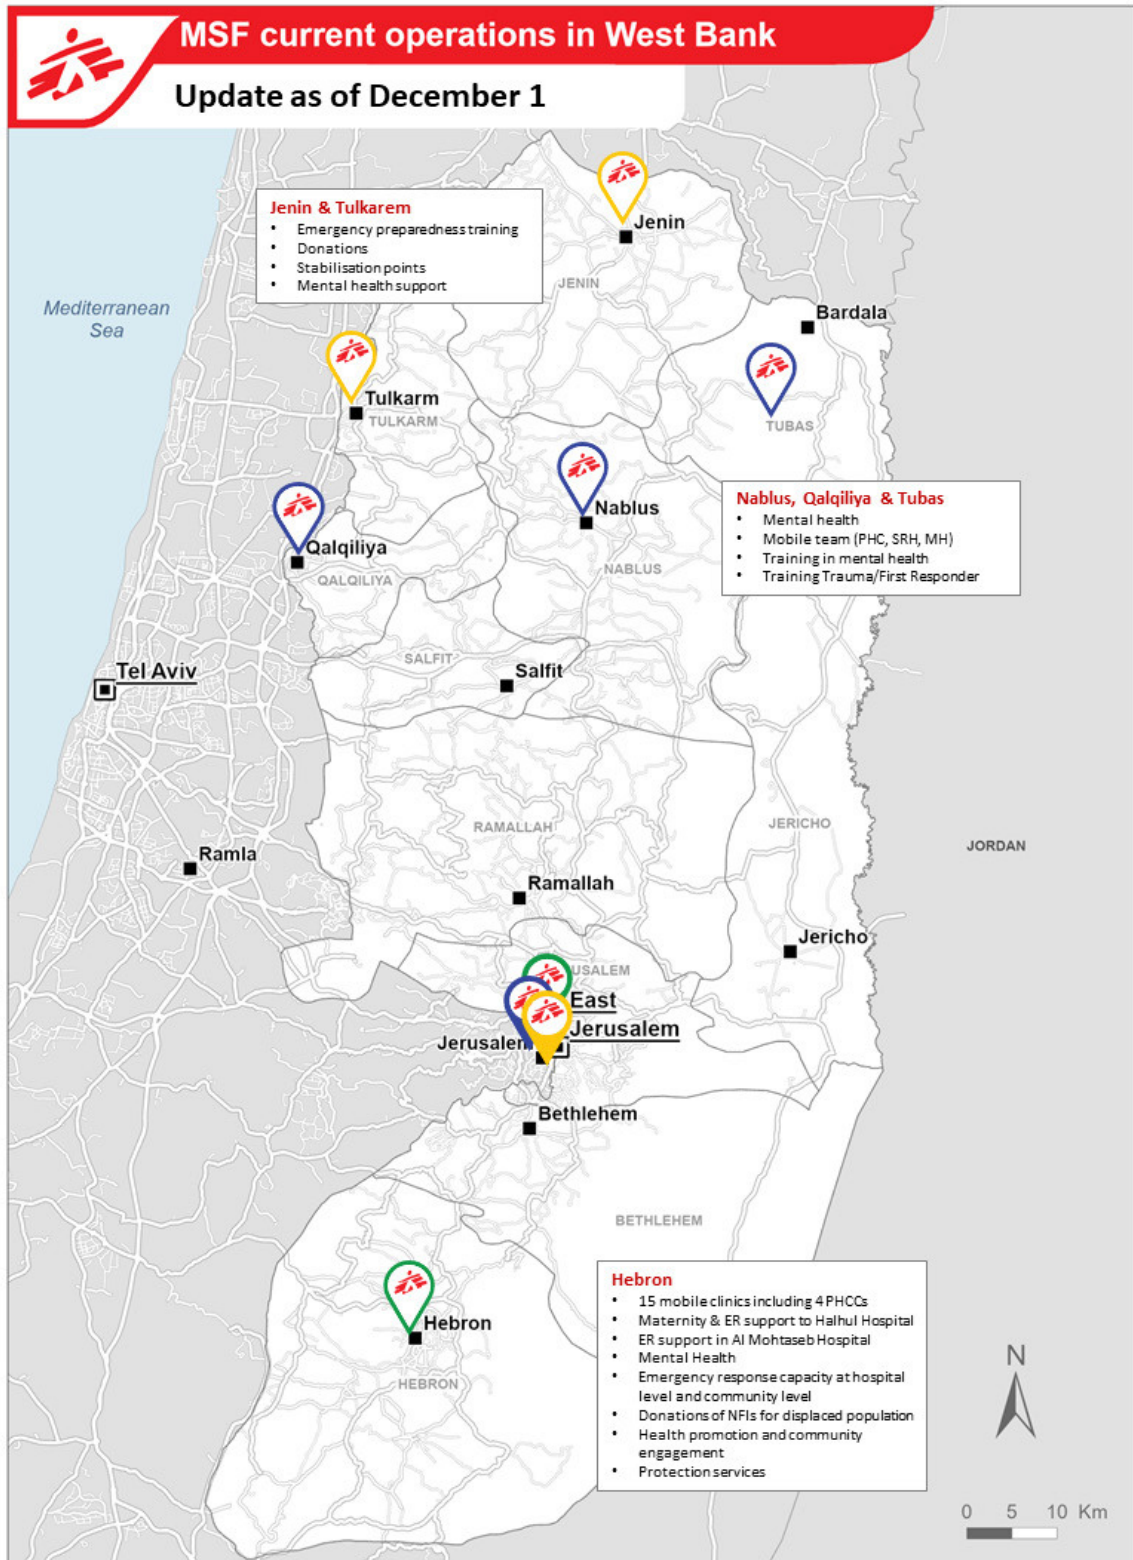 MSF current operations in West Bank
Update as of December 1
Jenin & Tulkarem
• Emergency preparedness training
• Donations
• Stabilisation points
• Mental health support
Jenin
JENIN
Mediterranean
Sea
Bardala
Tulkarm
TULKARM
TUBAS
Nablus, Qalqiliya & Tubas
• Mental health
• Mobile team (PHC, SRH, MH)
• Training in mental health
• Training Trauma/First Responder
Nablus
NABLUS
Qalqiliya
QALQILIYA
SALFIT
Salfit
Tel Aviv
RAMALLAH
JERICHO
JORDAN
Ramla
Ramallah
Jericho
USALEM
East
Jerusalem
Jerusalem
Bethlehem
BETHLEHEM
Hebron
HEBRON
Hebron
• 15 mobile clinics including 4 PHCCs
• Maternity & ER support to Halhul Hospital
• ER support in Al Mohtaseb Hospital
• Mental Health
• Emergency response capacity at hospital
level and community level
• Donations of NFIs for displaced population
• Health promotion and community
engagement
• Protection services
N
0 5 10 Km